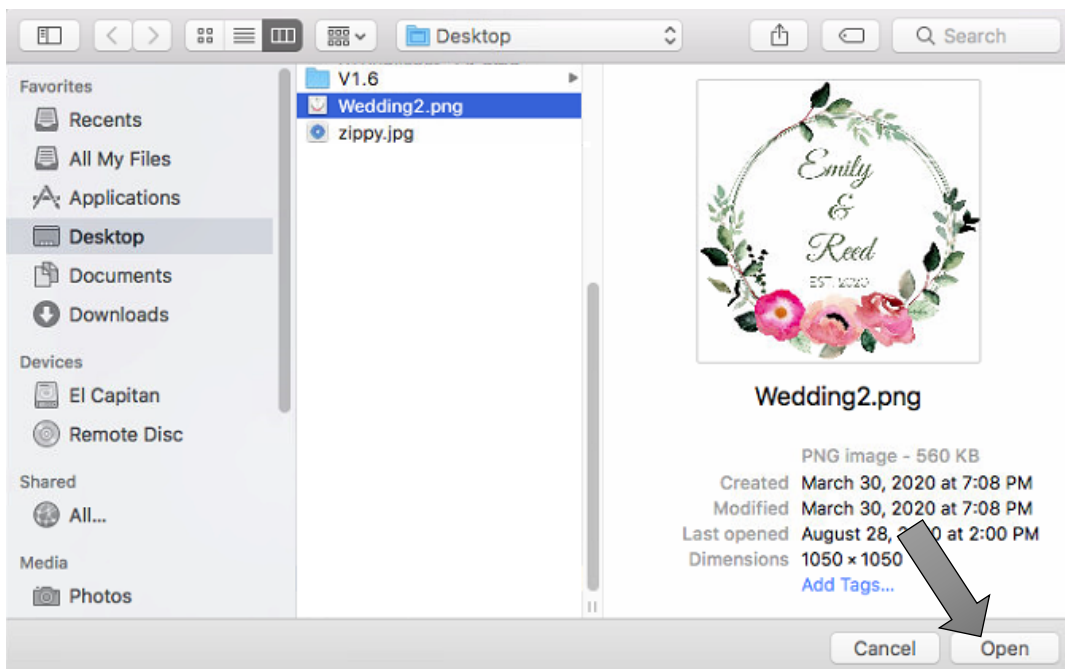 Desktop
Search
Favorites
Recents
All My Files
Applications
Desktop
Documents
Downloads
Devices
El Capitan
Remote Disc
Shared
All...
Media
Photos
V1.6
Wedding2.png
zippy.jpg
Emily
&
Reed
EST. 2020
Wedding2.png
PNG image - 560 KB
Created March 30, 2020 at 7:08 PM
Modified March 30, 2020 at 7:08 PM
Last opened August 28, at 2:00 PM
Dimensions 1050 × 1050
Add Tags...
Cancel Open